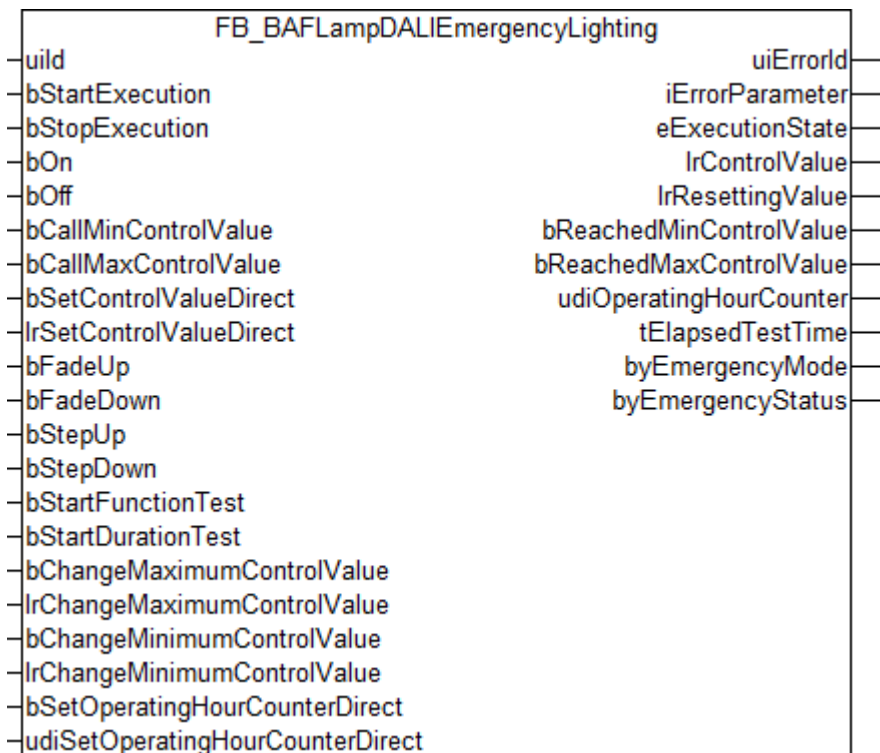 FB_BAFLampDALIEmergencyLighting
uiId uiErrorId
bStartExecution iErrorParameter
bStopExecution eExecutionState
bOn lrControlValue
bOff lrResettingValue
bCallMinControlValue bReachedMinControlValue
bCallMaxControlValue bReachedMaxControlValue
bSetControlValueDirect udiOperatingHourCounter
lrSetControlValueDirect tElapsedTestTime
bFadeUp byEmergencyMode
bFadeDown byEmergencyStatus
bStepUp
bStepDown
bStartFunctionTest
bStartDurationTest
bChangeMaximumControlValue
lrChangeMaximumControlValue
bChangeMinimumControlValue
lrChangeMinimumControlValue
bSetOperatingHourCounterDirect
udiSetOperatingHourCounterDirect